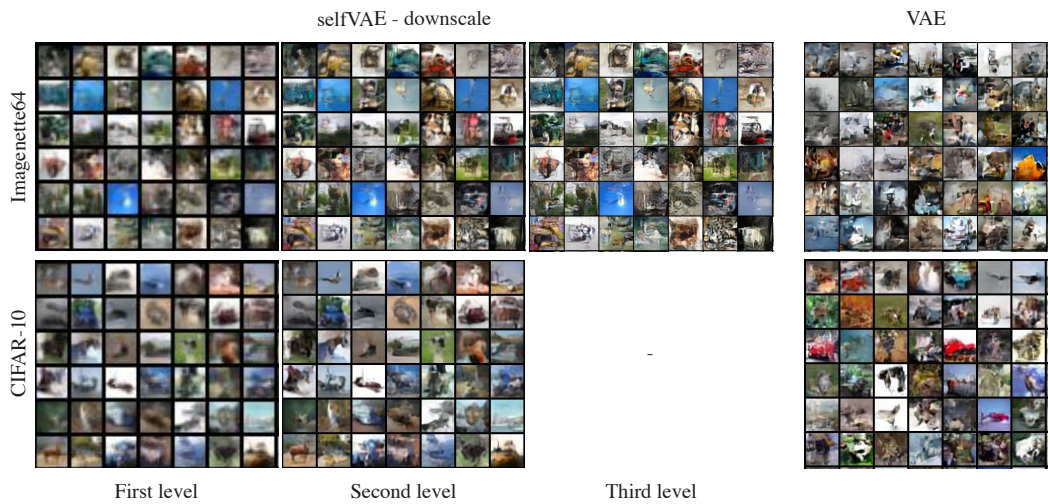 selfVAE - downscale
VAE
Imagenette64
CIFAR-10
-
First level
Second level
Third level